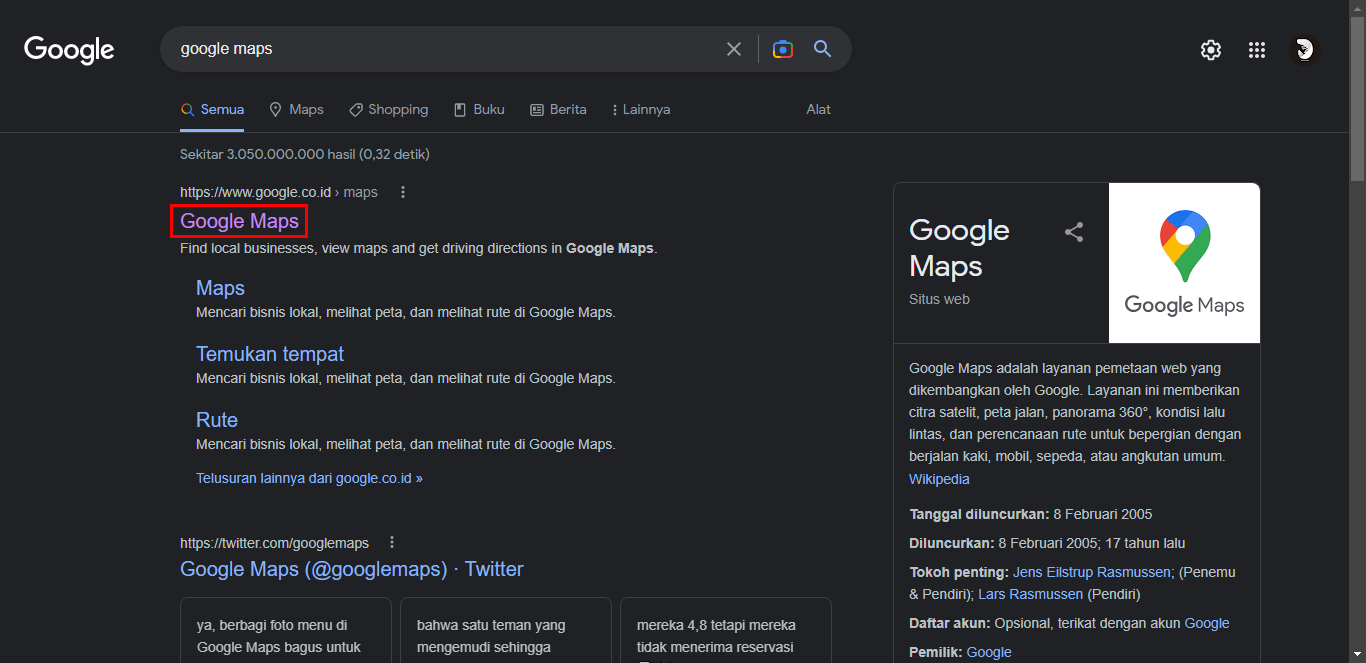 Google
google maps
Semua
Maps
Shopping
Buku
Berita
Lainnya
Alat
Sekitar 3.050.000.000 hasil (0,32 detik)
https://www.google.co.id › maps
Google Maps
Find local businesses, view maps and get driving directions in Google Maps.
Maps
Mencari bisnis lokal, melihat peta, dan melihat rute di Google Maps.
Temukan tempat
Mencari bisnis lokal, melihat peta, dan melihat rute di Google Maps.
Rute
Mencari bisnis lokal, melihat peta, dan melihat rute di Google Maps.
Telusuran lainnya dari google.co.id »
https://twitter.com/googlemaps
Google Maps (@googlemaps) · Twitter
ya, berbagi foto menu di
Google Maps bagus untuk
bahwa satu teman yang
mengemudi sehingga
mereka 4,8 tetapi mereka
tidak menerima reservasi
Google
Maps
Situs web
Google Maps
Google Maps adalah layanan pemetaan web yang
dikembangkan oleh Google. Layanan ini memberikan
citra satelit, peta jalan, panorama 360°, kondisi lalu
lintas, dan perencanaan rute untuk bepergian dengan
berjalan kaki, mobil, sepeda, atau angkutan umum.
Wikipedia
Tanggal diluncurkan: 8 Februari 2005
Diluncurkan: 8 Februari 2005; 17 tahun lalu
Tokoh penting: Jens Eilstrup Rasmussen; (Penemu
& Pendiri); Lars Rasmussen (Pendiri)
Daftar akun: Opsional, terikat dengan akun Google
Pemilik: Google